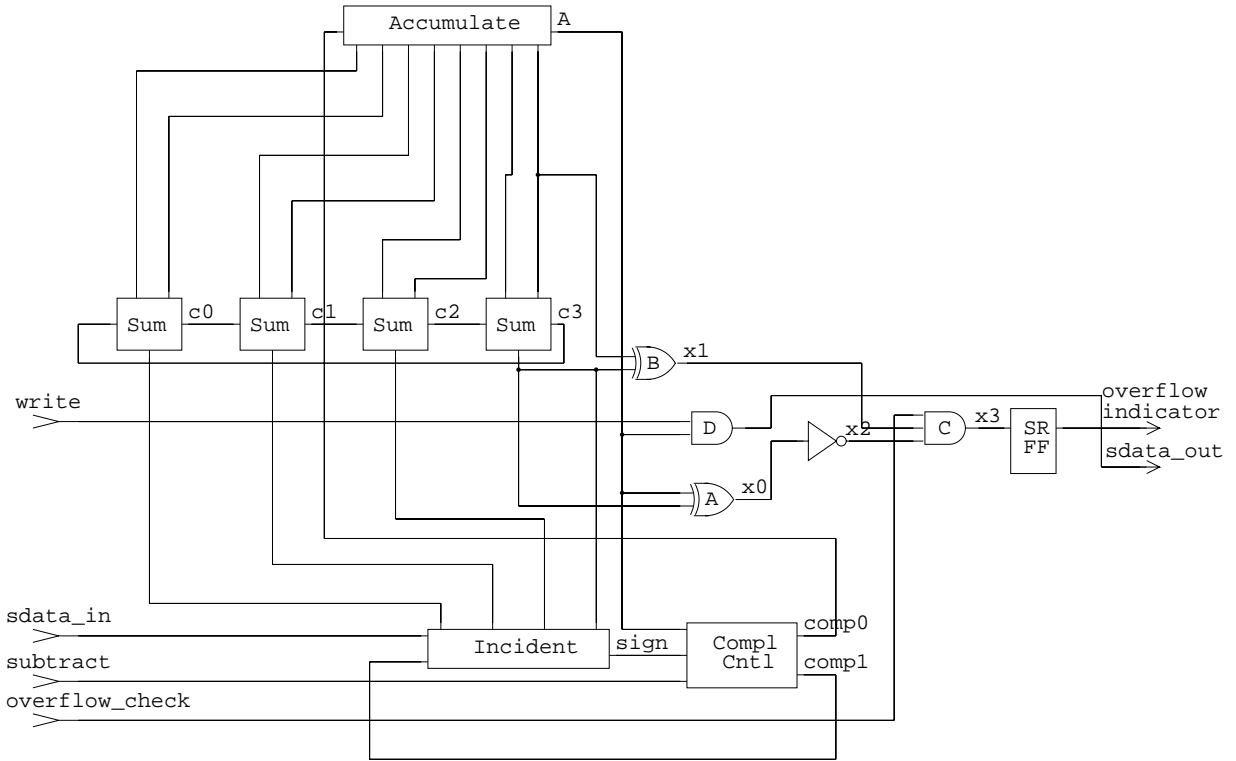 Accumulate
A
Sum
c0
Sum
c1
Sum
c2
Sum
c3
B
x1
write
D
x2
C
x3
SR
FF
overflow
indicator
sdata_out
A
x0
sdata_in
Incident
sign
Compl
Cntl
comp0
comp1
subtract
overflow_check